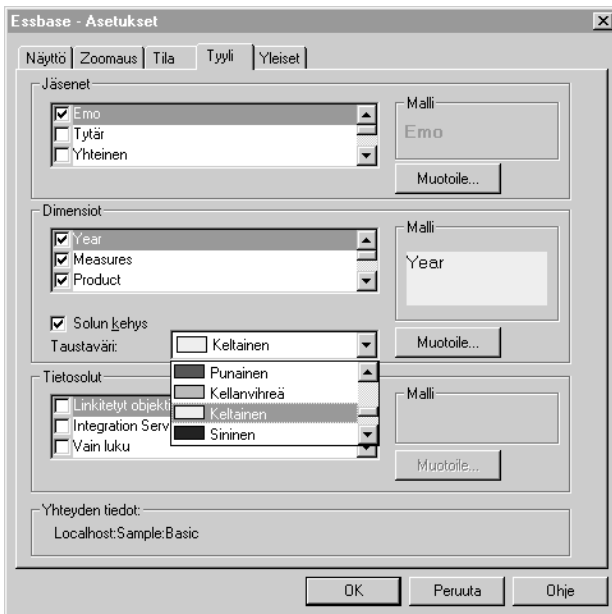 Essbase - Asetukset
Näyttö Zoomaus Tila Tyyli Yleiset
Jäsenet
Emo
Tytär
Yhteinen
Malli
Emo
Muotoile...
Dimensiot
Year
Measures
Product
Malli
Year
Solun kehys
Taustaväri: Keltainen
Muotoile...
Punainen
Kellanvihreä
Keltainen
Sininen
Tietosolut
Linkitetyt objekti
Integration Serv
Vain luku
Malli
Muotoile...
Yhteyden tiedot:
Localhost:Sample:Basic
OK Peruuta Ohje